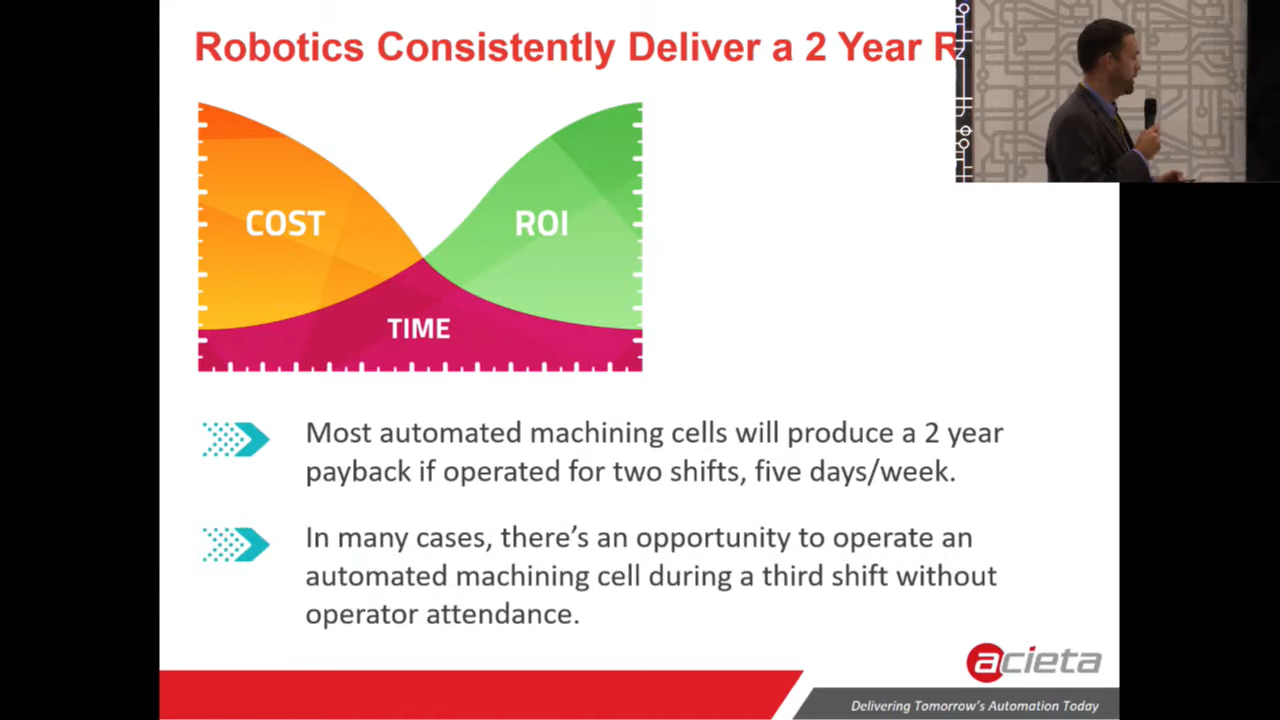 Robotics Consistently Deliver a 2 Year
COST
ROI
TIME
Most automated machining cells will produce a 2 year
payback if operated for two shifts, five days/week.
In many cases, there's an opportunity to operate an
automated machining cell during a third shift without
operator attendance.
acieta
Delivering Tomorrow's Automation Today